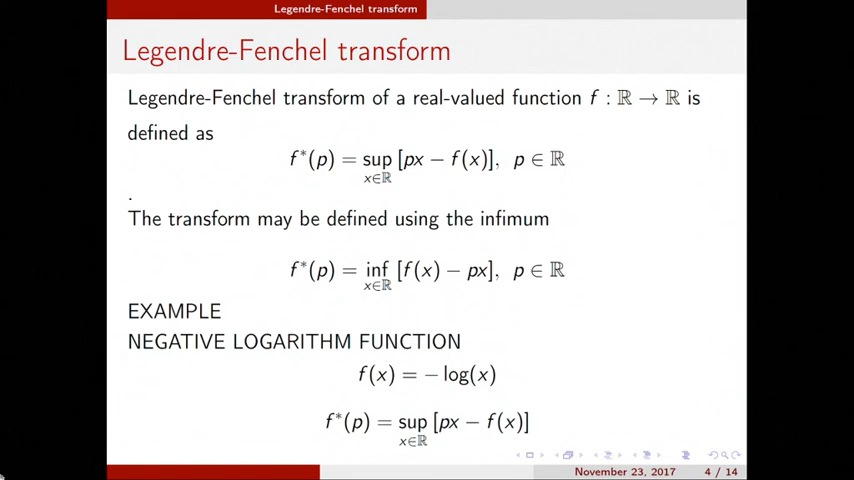 Legendre-Fenchel transform
Legendre-Fenchel transform
Legendre-Fenchel transform of a real-valued function f : ℝ → ℝ is
defined as
f*(p) = sup [px − f(x)], p ∈ ℝ
x∈ℝ
.
The transform may be defined using the infimum
f*(p) = inf [f(x) − px], p ∈ ℝ
x∈ℝ
EXAMPLE
NEGATIVE LOGARITHM FUNCTION
f(x) = − log(x)
f*(p) = sup [px − f(x)]
x∈ℝ
November 23, 2017 4 / 14